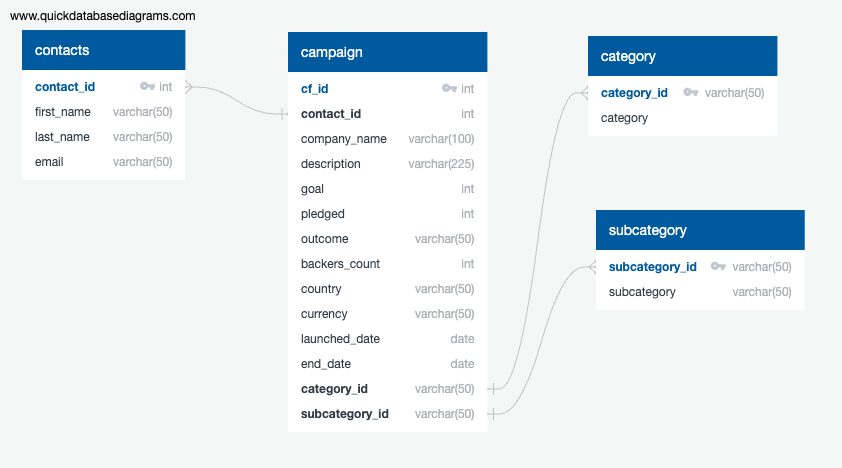 www.quickdatabasediagrams.com
contacts
contact_id int
first_name varchar(50)
last_name varchar(50)
email varchar(50)
campaign
cf_id int
contact_id int
company_name varchar(100)
description varchar(225)
goal int
pledged int
outcome varchar(50)
backers_count int
country varchar(50)
currency varchar(50)
launched_date date
end_date date
category_id varchar(50)
subcategory_id varchar(50)
category
category_id varchar(50)
category
subcategory
subcategory_id varchar(50)
subcategory varchar(50)